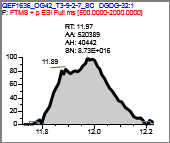 QEF1636_OG42_T3-9-2-7_SC DGDG-32:1
F: FTMS + p ESI Full ms [500.0000-2000.0000]
RT: 11.97
AA: 520389
AH: 40442
SN: 8.73E+016
11.89
100
80
60
40
20
0
11.8 12.0 12.2